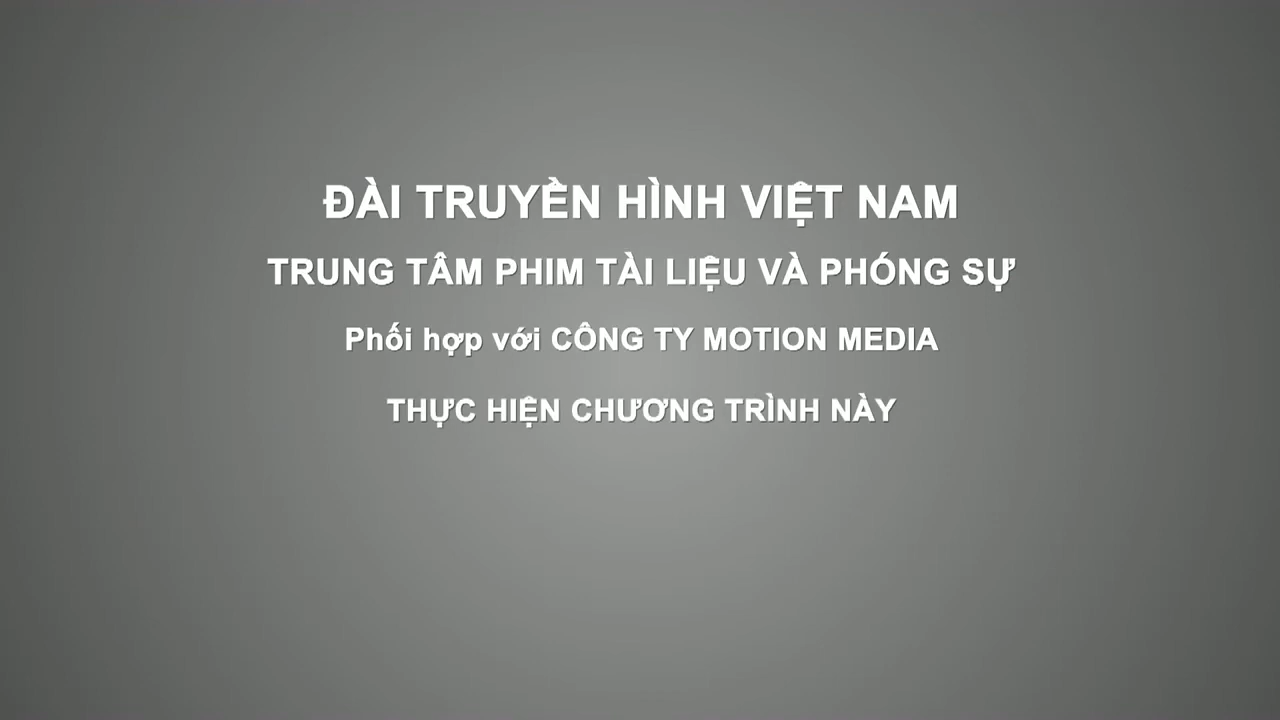 ĐÀI TRUYỀN HÌNH VIỆT NAM
TRUNG TÂM PHIM TÀI LIỆU VÀ PHÓNG SỰ
Phối hợp với CÔNG TY MOTION MEDIA
THỰC HIỆN CHƯƠNG TRÌNH NÀY